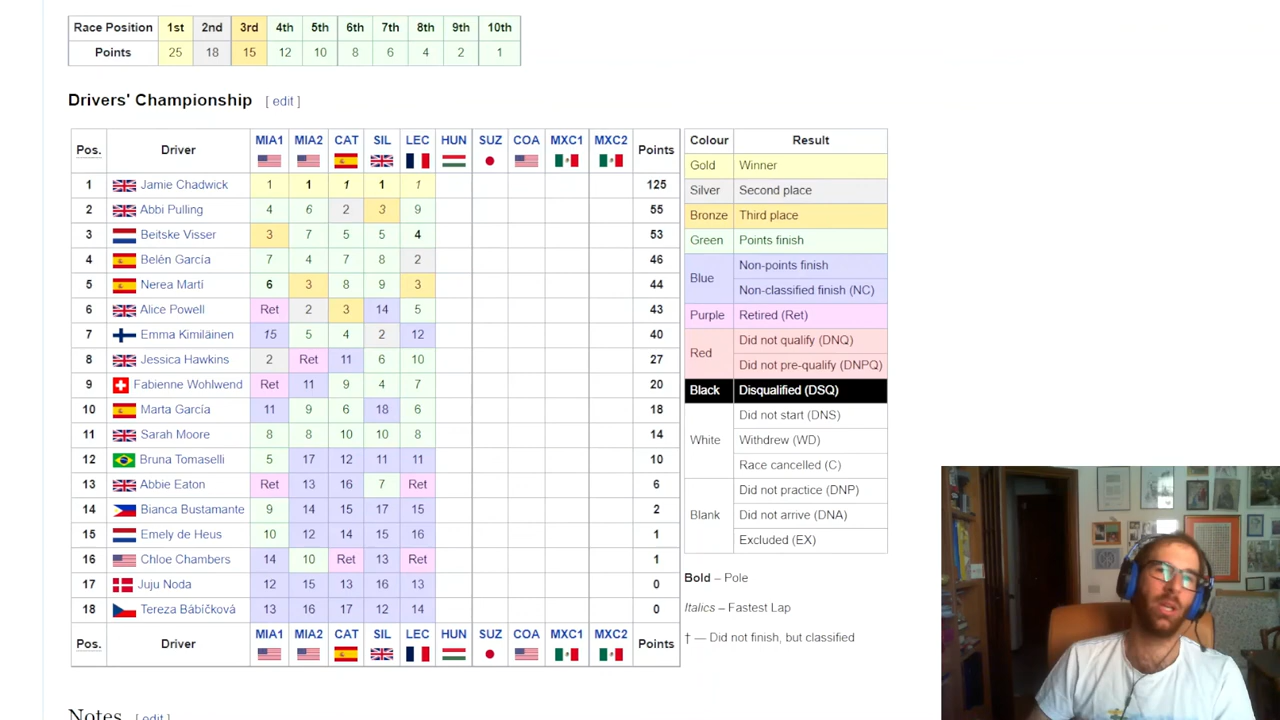 Race Position 1st 2nd 3rd 4th 5th 6th 7th 8th 9th 10th
Points 25 18 15 12 10 8 6 4 2 1
Drivers' Championship [ edit ]
Pos. Driver MIA1 MIA2 CAT SIL LEC HUN SUZ COA MXC1 MXC2 Points
1 Jamie Chadwick 1 1 1 1 1 125
2 Abbi Pulling 4 6 2 3 9 55
3 Beitske Visser 3 7 5 5 4 53
4 Belén García 7 4 7 8 2 46
5 Nerea Martí 6 3 8 9 3 44
6 Alice Powell Ret 2 3 14 5 43
7 Emma Kimiläinen 15 5 4 2 12 40
8 Jessica Hawkins 2 Ret 11 6 10 27
9 Fabienne Wohlwend Ret 11 9 4 7 20
10 Marta García 11 9 6 18 6 18
11 Sarah Moore 8 8 10 10 8 14
12 Bruna Tomaselli 5 17 12 11 11 10
13 Abbie Eaton Ret 13 16 7 Ret 6
14 Bianca Bustamante 9 14 15 17 15 2
15 Emely de Heus 10 12 14 15 16 1
16 Chloe Chambers 14 10 Ret 13 Ret 1
17 Juju Noda 12 15 13 16 13 0
18 Tereza Bábíčková 13 16 17 12 14 0
Pos. Driver MIA1 MIA2 CAT SIL LEC HUN SUZ COA MXC1 MXC2 Points
Colour Result
Gold Winner
Silver Second place
Bronze Third place
Green Points finish
Blue Non-points finish
Non-classified finish (NC)
Purple Retired (Ret)
Red Did not qualify (DNQ)
Did not pre-qualify (DNPQ)
Black Disqualified (DSQ)
White Did not start (DNS)
Withdrew (WD)
Race cancelled (C)
Blank Did not practice (DNP)
Did not arrive (DNA)
Excluded (EX)
Bold – Pole
Italics – Fastest Lap
† — Did not finish, but classified
Notes [ edit ]